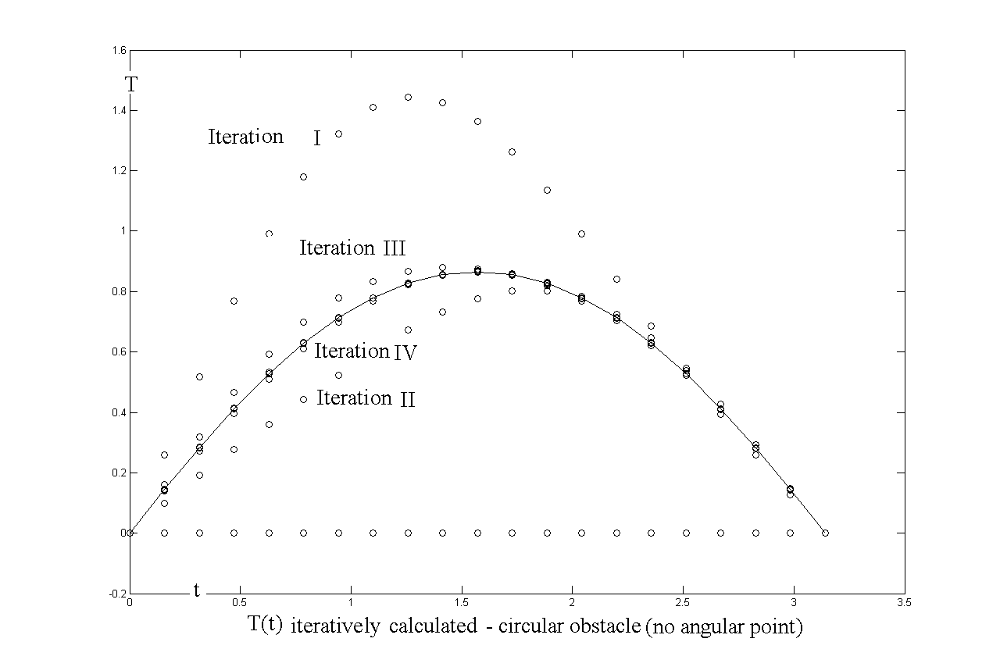 1.6
T
1.4
Iteration I
1.2
1
Iteration III
0.8
0.6
Iteration IV
Iteration II
0.4
0.2
0
-0.2
t
0 0.5 1 1.5 2 2.5 3 3.5
T(t) iteratively calculated - circular obstacle (no angular point)